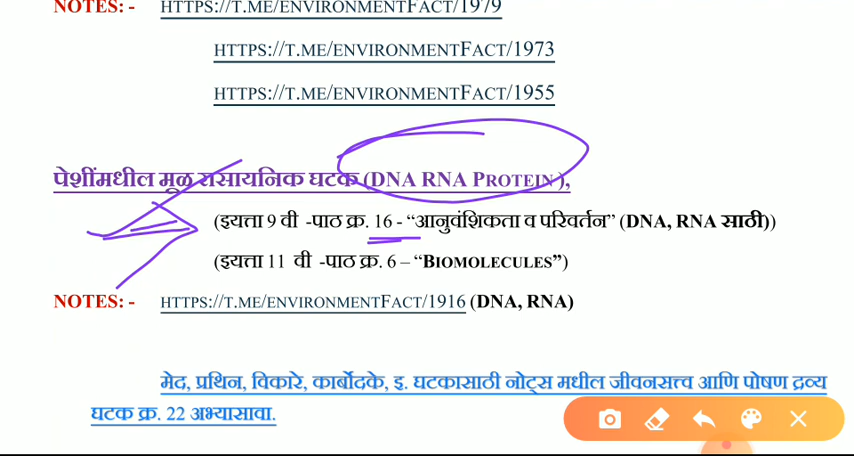 NOTES: - HTTPS://T.ME/ENVIRONMENTFACT/1979
HTTPS://T.ME/ENVIRONMENTFACT/1973
HTTPS://T.ME/ENVIRONMENTFACT/1955
पेशींमधील मूळ रासायनिक घटक (DNA RNA PROTEIN ),
(इयत्ता 9 वी -पाठ क्र. 16 - “आनुवंशिकता व परिवर्तन” (DNA, RNA साठी))
(इयत्ता 11 वी -पाठ क्र. 6 – “BIOMOLECULES”)
NOTES: - HTTPS://T.ME/ENVIRONMENTFACT/1916 (DNA, RNA)
मेद, प्रथिन, विकारे, कार्बोदके, इ. घटकासाठी नोट्स मधील जीवनसत्त्व आणि पोषण द्रव्य
घटक क्र. 22 अभ्यासावा.